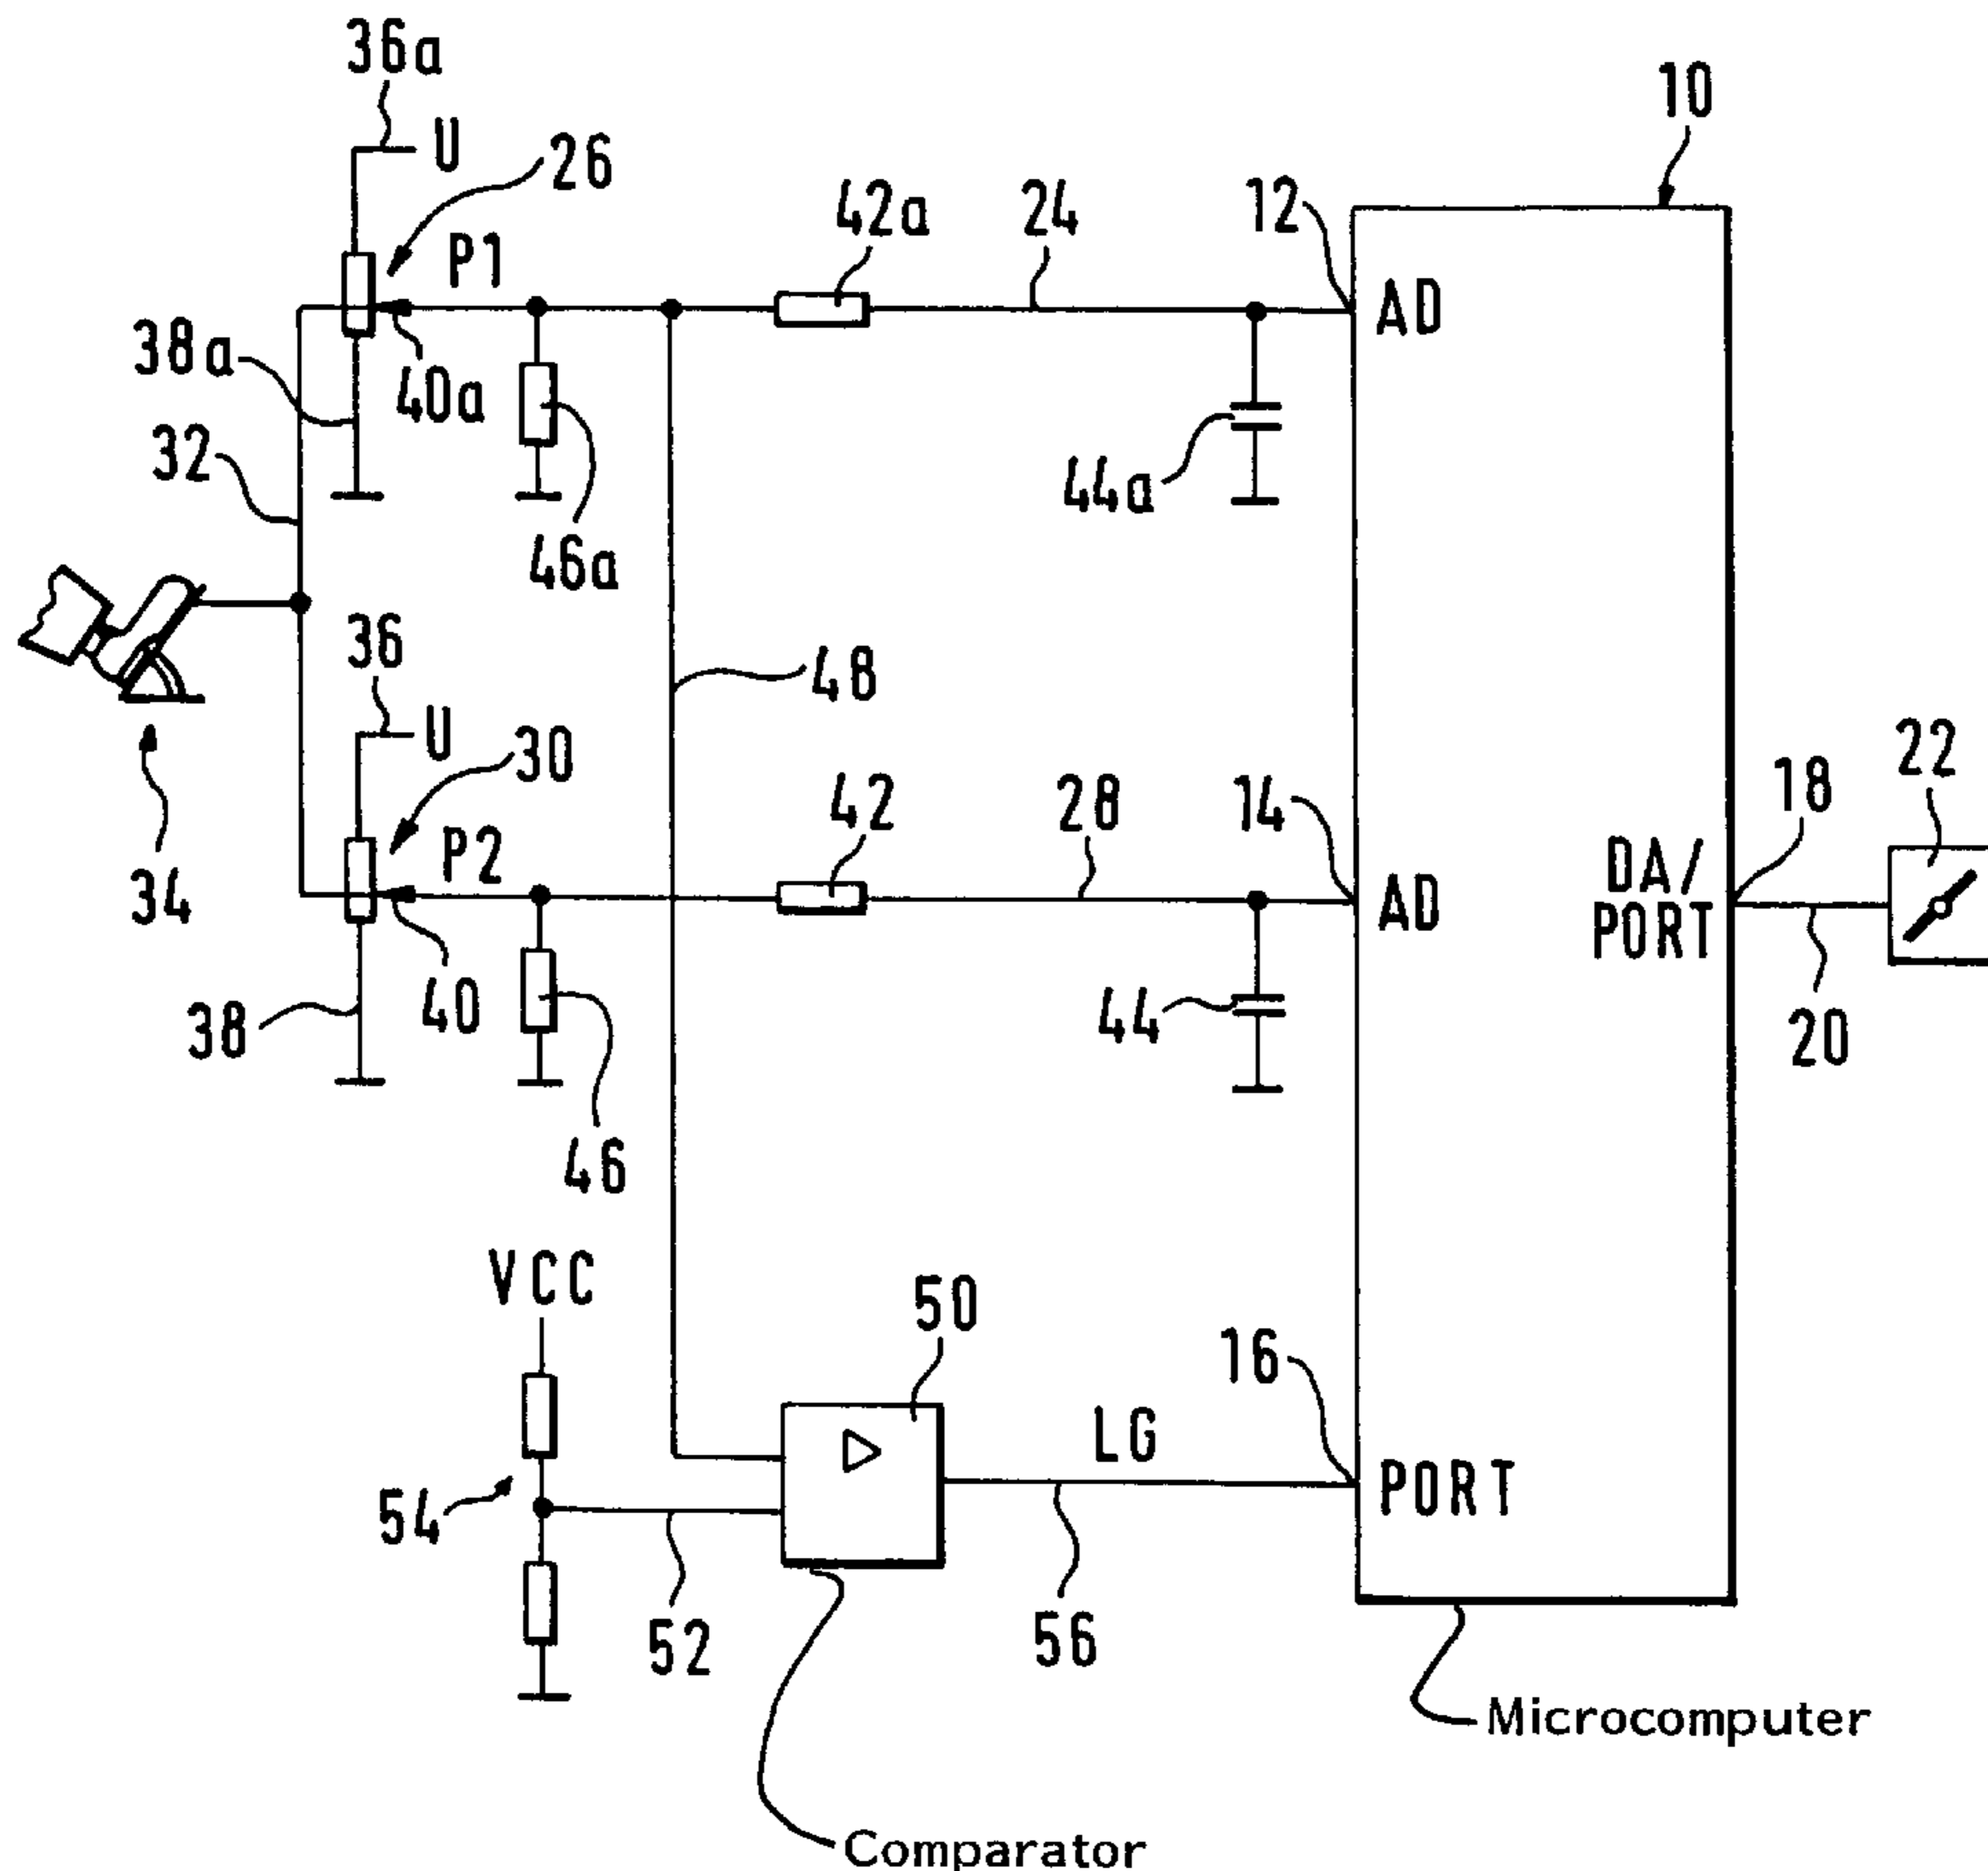 36a
10
U
26
42a
24
12
P1
AD
38a
40a
32
44a
46a
36
48
U
30
42
28
14
22
18
P2
DA/
34
AD
PORT
38
40
44
20
46
VCC
50
16
LG
54
PORT
52
56
Microcomputer
Comparator